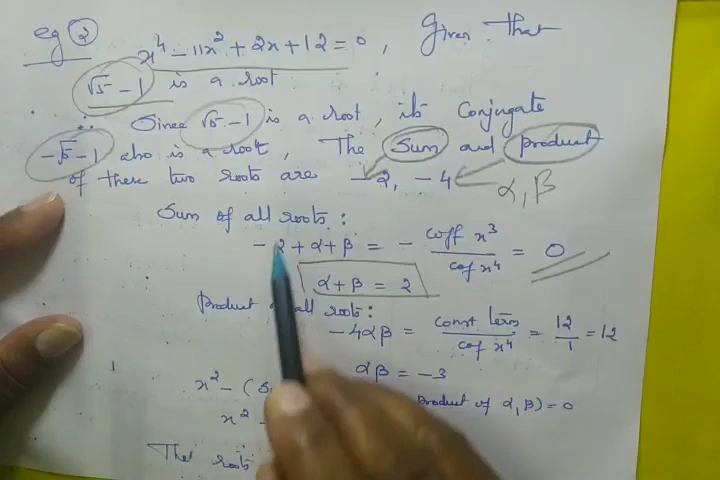 eg ②
x⁴ - 11x² + 2x + 12 = 0, Given that
√5 - 1 is a root
∴ Since √5 - 1 is a root, its Conjugate
-√5 - 1 also is a root, The Sum and product
of these two roots are -2, -4 α, β
Sum of all roots:
-2 + α + β = - coff x³ / cof x⁴ = 0
α + β = 2
Product all roots:
-4αβ = const term / cof x⁴ = 12/1 = 12
αβ = -3
x² - (
x² - product of α, β) = 0
The roots